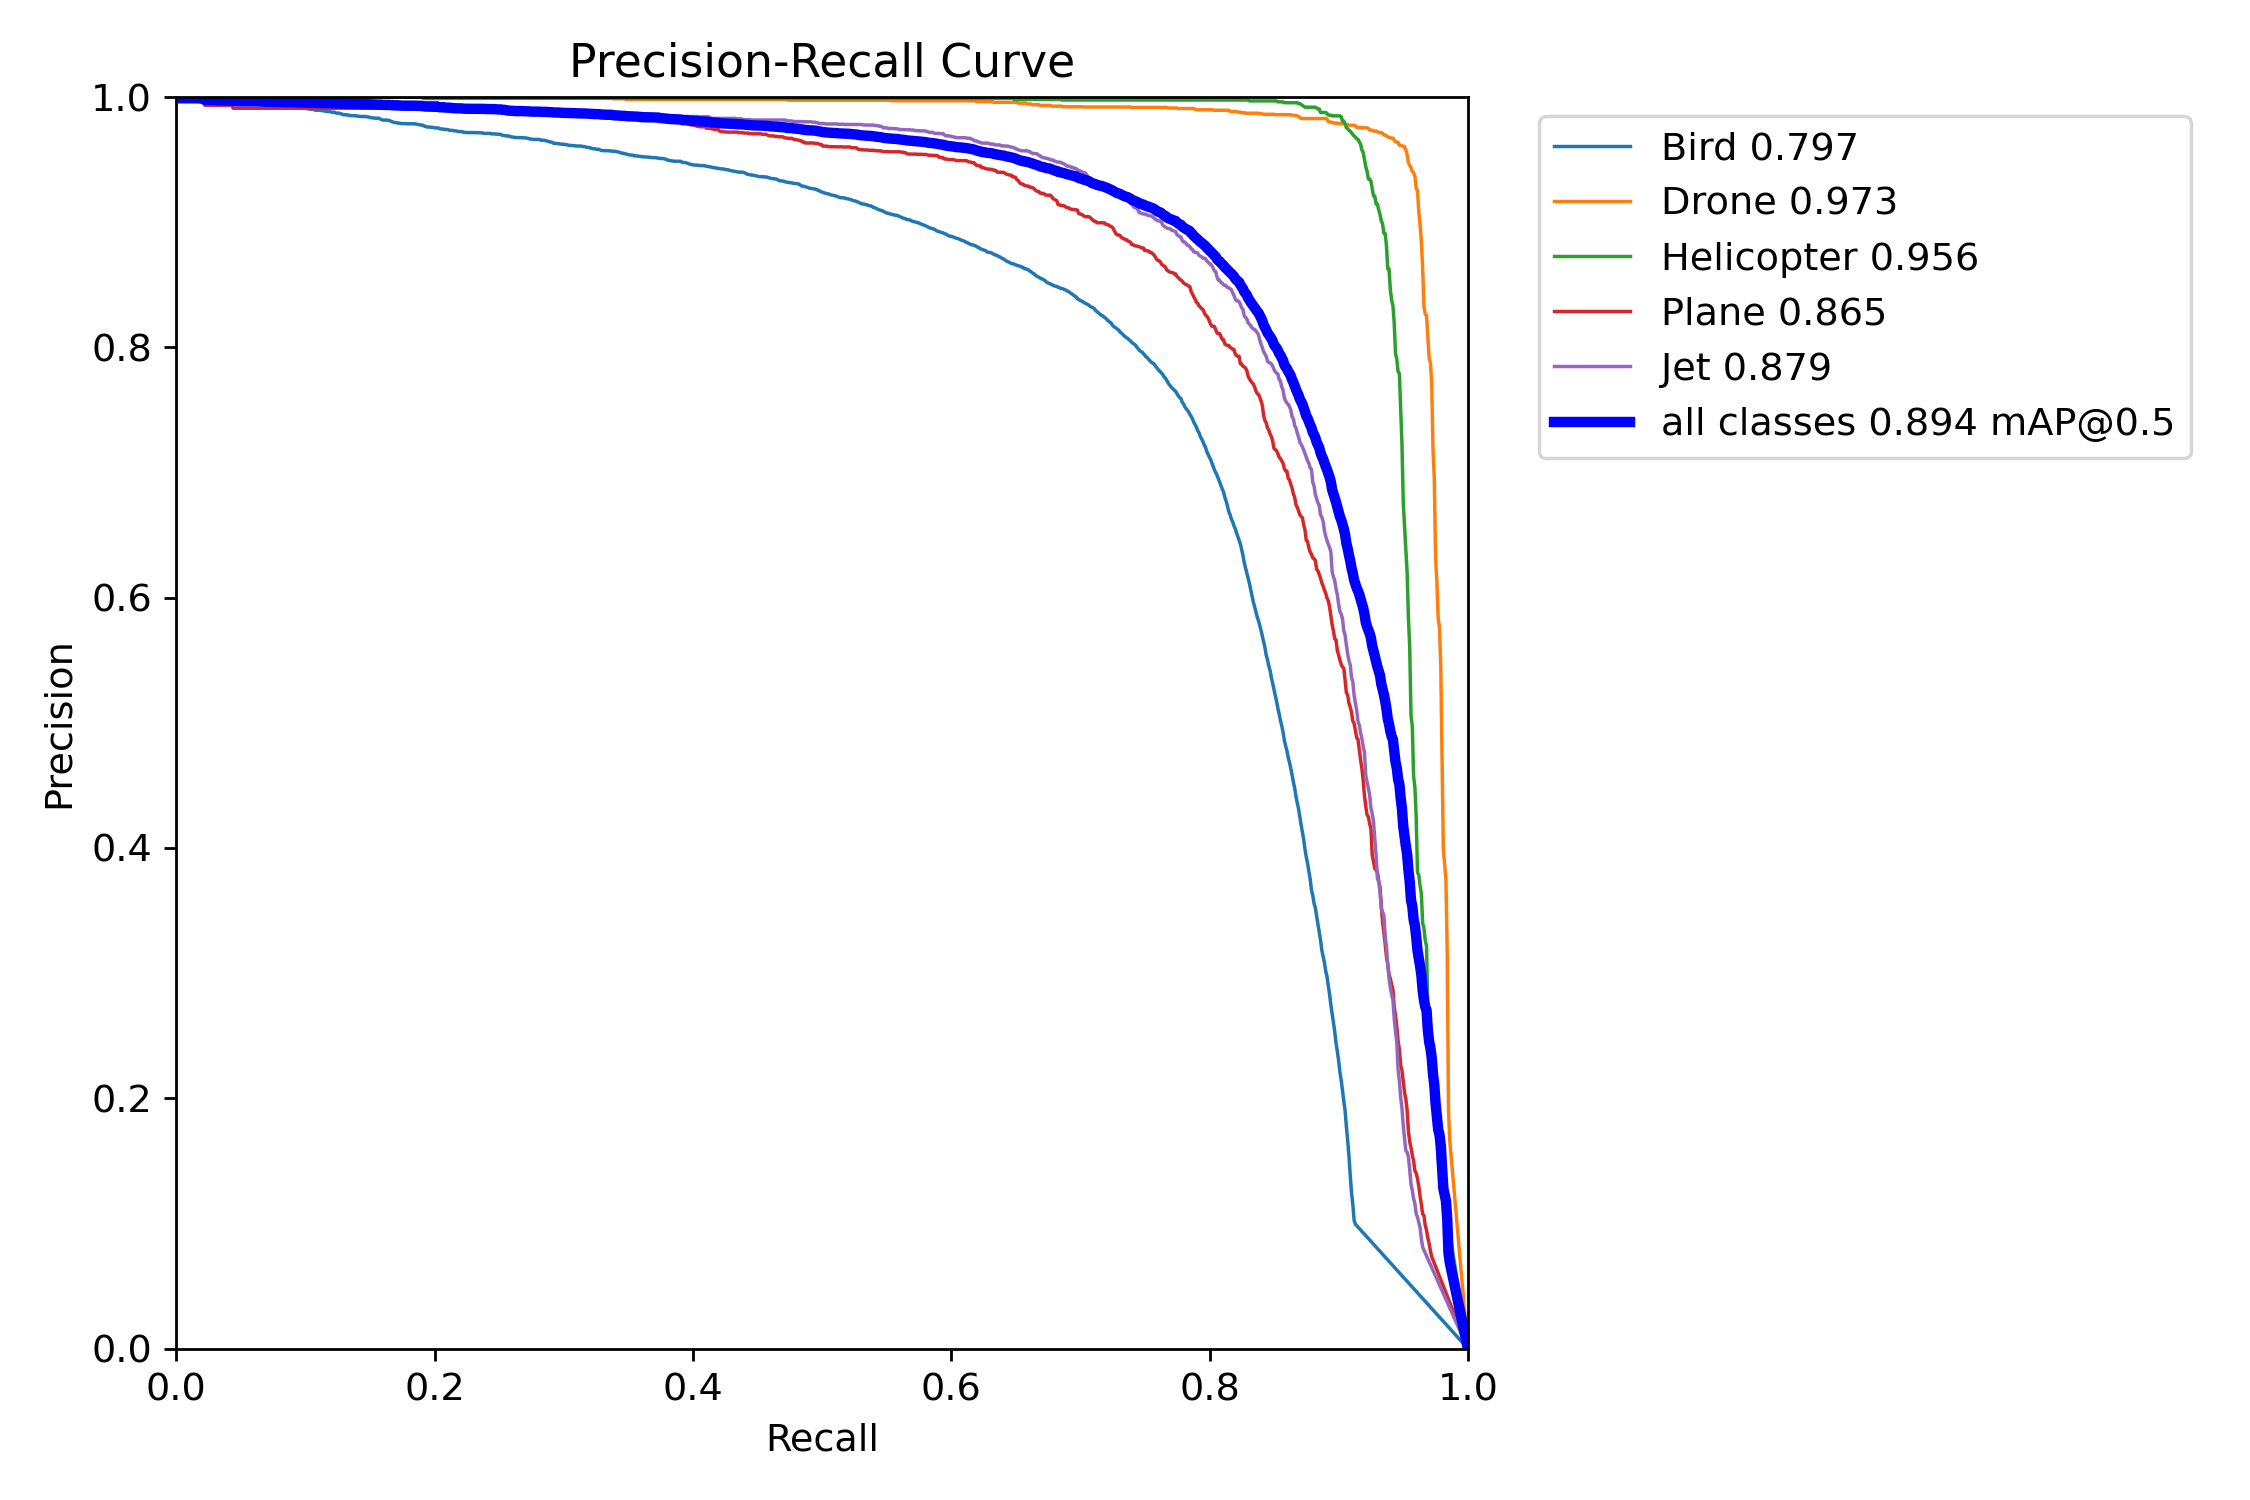 Precision-Recall Curve
1.0
0.8
0.6
0.4
0.2
0.0
Precision
0.0 0.2 0.4 0.6 0.8 1.0
Recall
Bird 0.797
Drone 0.973
Helicopter 0.956
Plane 0.865
Jet 0.879
all classes 0.894 mAP@0.5